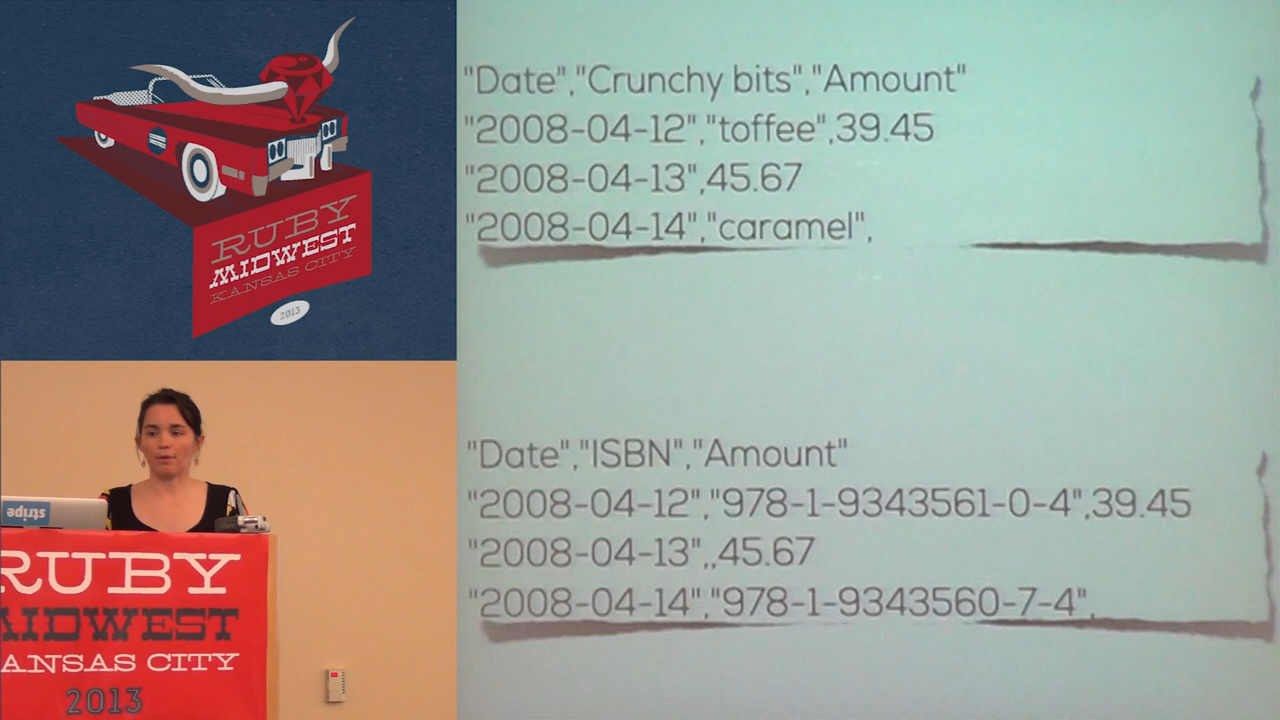 RUBY
MIDWEST
KANSAS CITY
2013
"Date","Crunchy bits","Amount"
"2008-04-12","toffee",39.45
"2008-04-13",45.67
"2008-04-14","caramel",
"Date","ISBN","Amount"
"2008-04-12","978-1-9343561-0-4",39.45
"2008-04-13",,45.67
"2008-04-14","978-1-9343560-7-4",
stripe
RUBY
MIDWEST
KANSAS CITY
2013